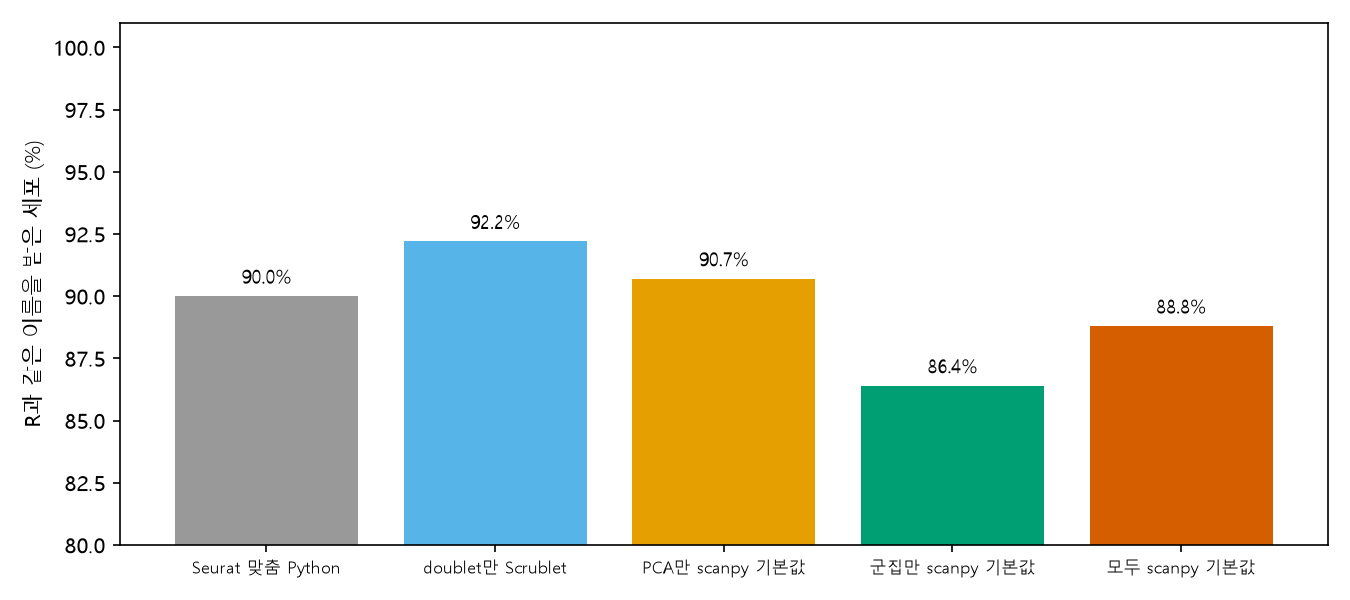 R과 같은 이름을 받은 세포 (%)
100.0
97.5
95.0
92.5
90.0
87.5
85.0
82.5
80.0
90.0%
92.2%
90.7%
86.4%
88.8%
Seurat 맞춤 Python
doublet만 Scrublet
PCA만 scanpy 기본값
군집만 scanpy 기본값
모두 scanpy 기본값